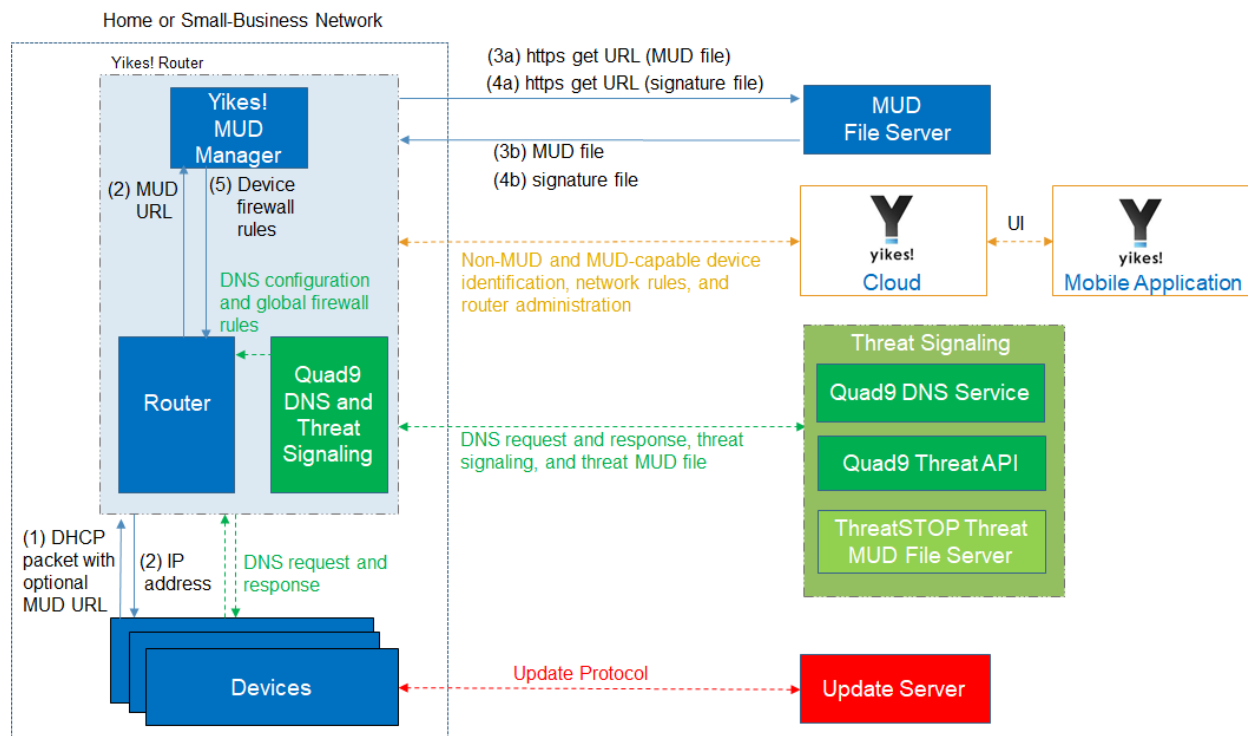 Home or Small-Business Network
Yikes! Router
Yikes!
MUD
Manager
(2) MUD
URL
(5) Device
firewall
rules
DNS configuration
and global firewall
rules
Router
Quad9
DNS and
Threat
Signaling
(1) DHCP
packet with
optional
MUD URL
(2) IP
address
DNS request and
response
Devices
(3a) https get URL (MUD file)
(4a) https get URL (signature file)
(3b) MUD file
(4b) signature file
MUD
File Server
Non-MUD and MUD-capable device
identification, network rules, and
router administration
yikes!
Cloud
UI
yikes!
Mobile Application
DNS request and response, threat
signaling, and threat MUD file
Threat Signaling
Quad9 DNS Service
Quad9 Threat API
ThreatSTOP Threat
MUD File Server
Update Protocol
Update Server